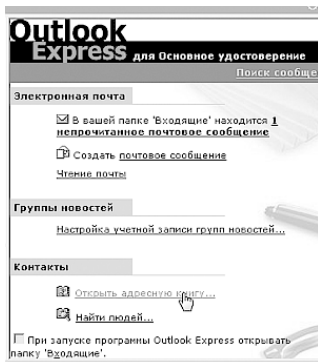 Outlook
Express для Основное удостоверение
Поиск сообще
Электронная почта
В вашей папке 'Входящие' находится 1
непрочитанное почтовое сообщение
Создать почтовое сообщение
Чтение почты
Группы новостей
Настройка учетной записи групп новостей...
Контакты
Открыть адресную книгу...
Найти людей...
При запуске программы Outlook Express открывать
папку 'Входящие'.